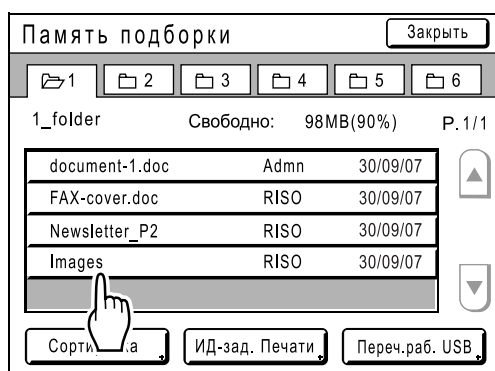 Память подборки Закрыть
1 2 3 4 5 6
1_folder Свободно: 98MB(90%) P.1/1
document-1.doc Admn 30/09/07
FAX-cover.doc RISO 30/09/07
Newsletter_P2 RISO 30/09/07
Images RISO 30/09/07
ИД-зад. Печати Переч.раб. USB